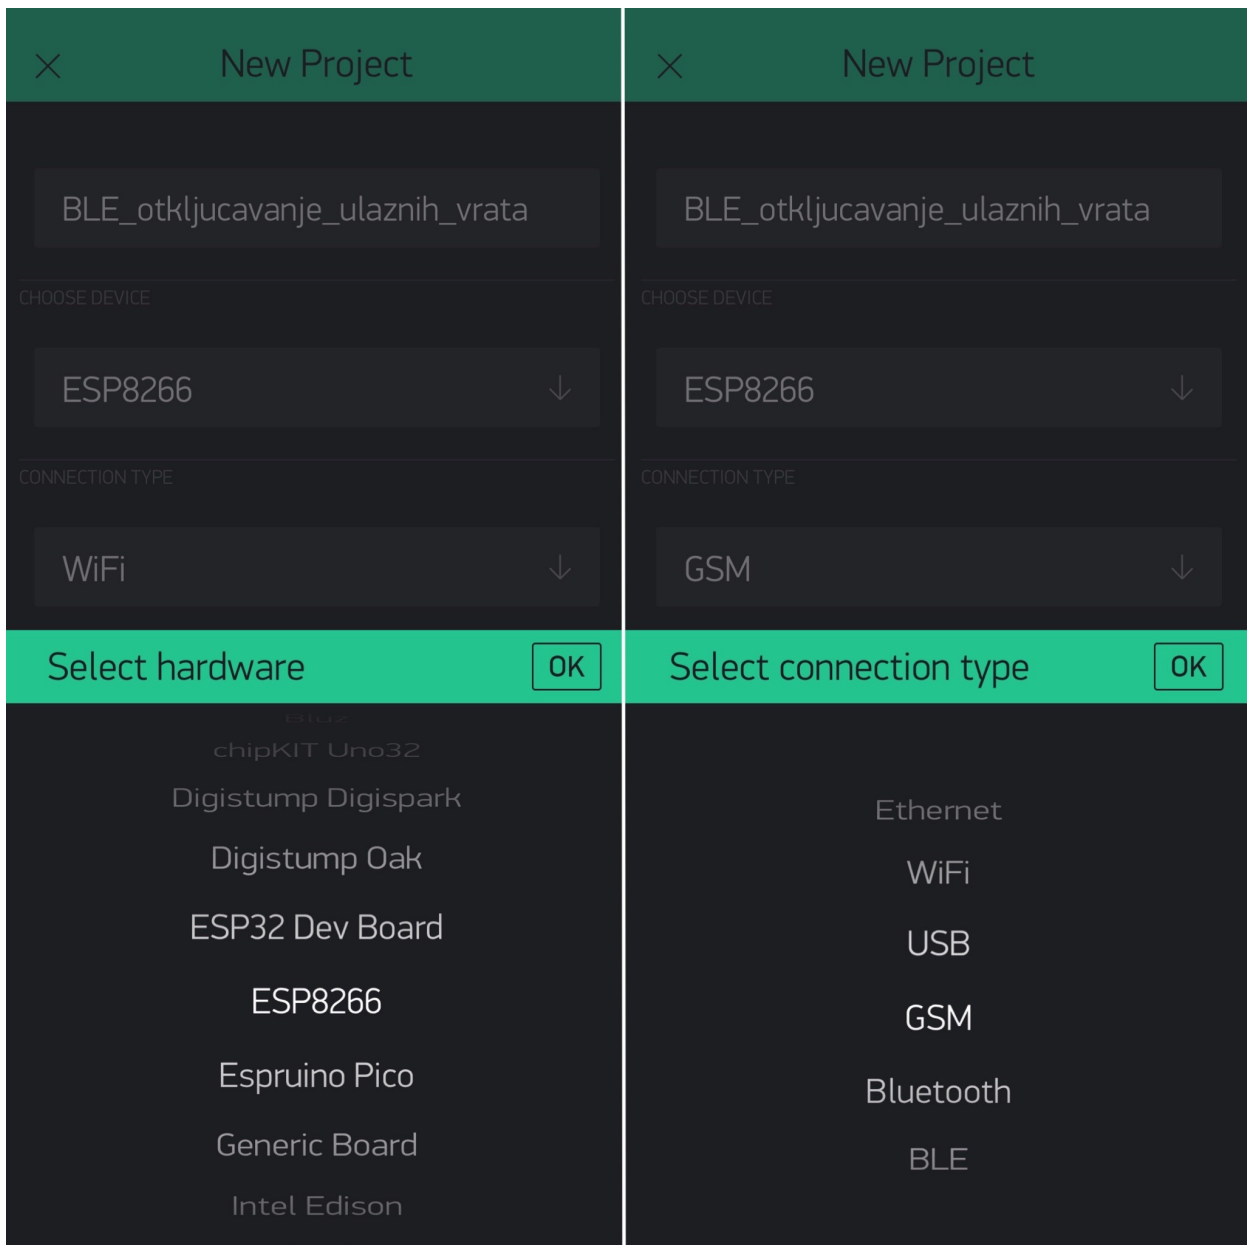 New Project
BLE_otkljucavanje_ulaznih_vrata
CHOOSE DEVICE
ESP8266
CONNECTION TYPE
WiFi
Select hardware
OK
Bluz
chipKIT Uno32
Digistump Digispark
Digistump Oak
ESP32 Dev Board
ESP8266
Espruino Pico
Generic Board
Intel Edison
New Project
BLE_otkljucavanje_ulaznih_vrata
CHOOSE DEVICE
ESP8266
CONNECTION TYPE
GSM
Select connection type
OK
Ethernet
WiFi
USB
GSM
Bluetooth
BLE